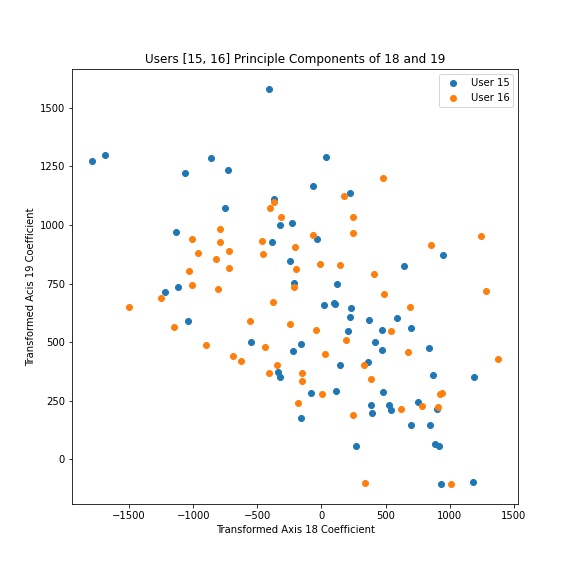 Users [15, 16] Principle Components of 18 and 19
User 15
User 16
1500
1250
1000
750
500
250
0
Transformed Acis 19 Coefficient
−1500
−1000
−500
0
500
1000
1500
Transformed Axis 18 Coefficient